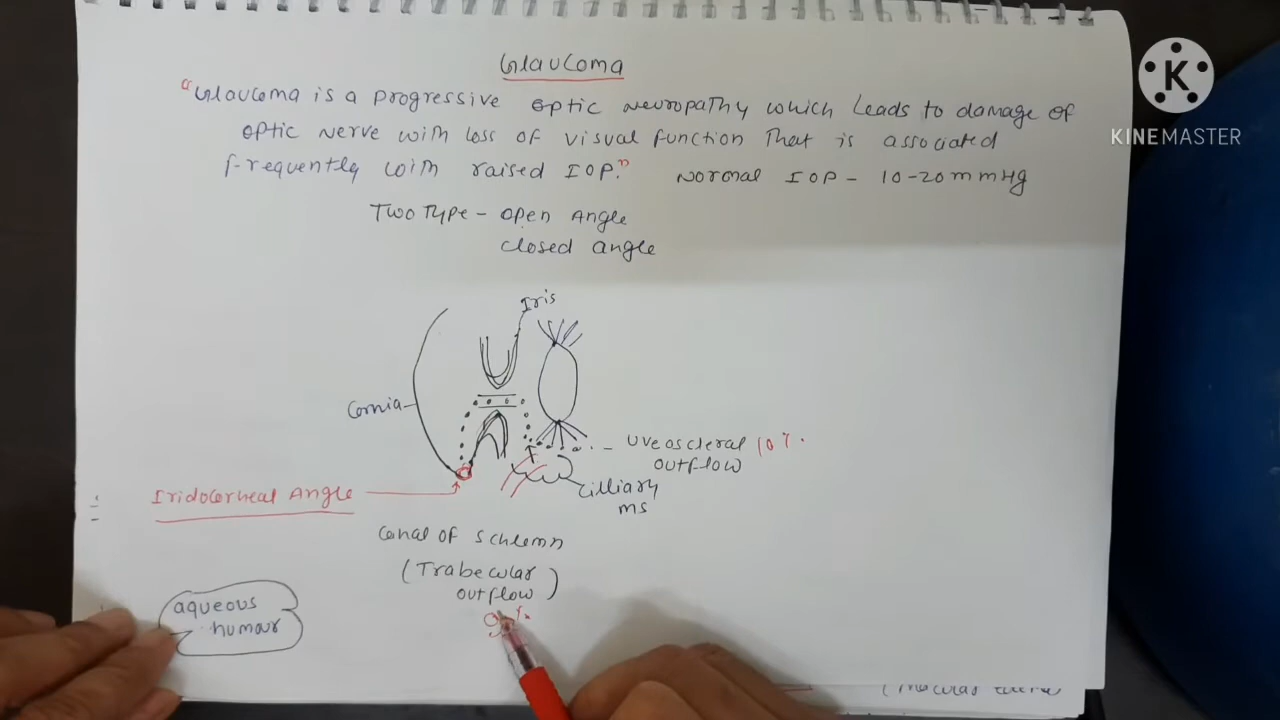 Glaucoma
"Glaucoma is a progressive optic neuropathy which leads to damage of
optic nerve with loss of visual function that is associated
frequently with raised IOP." Normal IOP - 10-20 mmHg
Two Type - open Angle
closed angle
Iris
Cornia
uveoscleral 10%.
outflow
Cilliary
ms
Iridocorneal Angle
Canal of schlemn
(Trabecular
outflow)
aqueous
humour
KINEMASTER